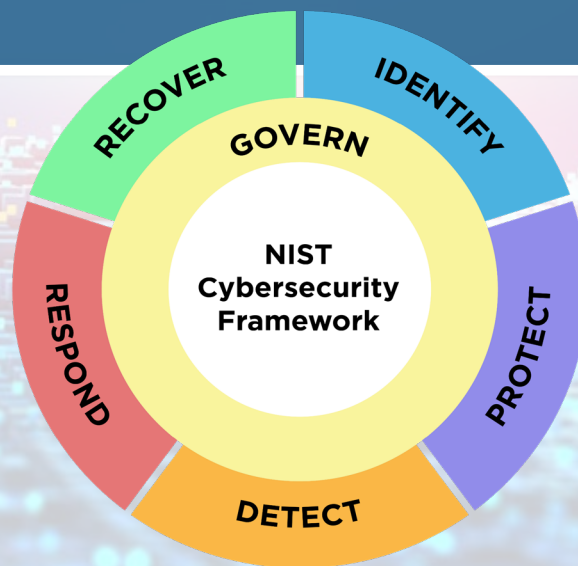 RECOVER
IDENTIFY
GOVERN
NIST
Cybersecurity
Framework
RESPOND
PROTECT
DETECT